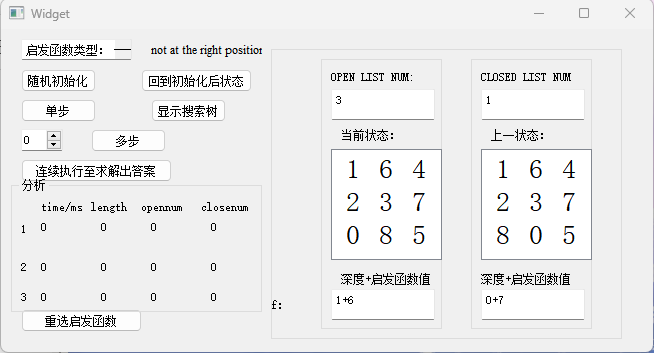 Widget
启发函数类型: — not at the right position
随机初始化 回到初始化后状态
单步 显示搜索树
0 多步
连续执行至求解出答案
分析
time/ms length opennum closenum
1 0 0 0 0
2 0 0 0 0
3 0 0 0 0
重选启发函数
f:
OPEN LIST NUM:
3
当前状态:
1 6 4
2 3 7
0 8 5
深度+启发函数值
1+6
CLOSED LIST NUM
1
上一状态:
1 6 4
2 3 7
8 0 5
深度+启发函数值
0+7